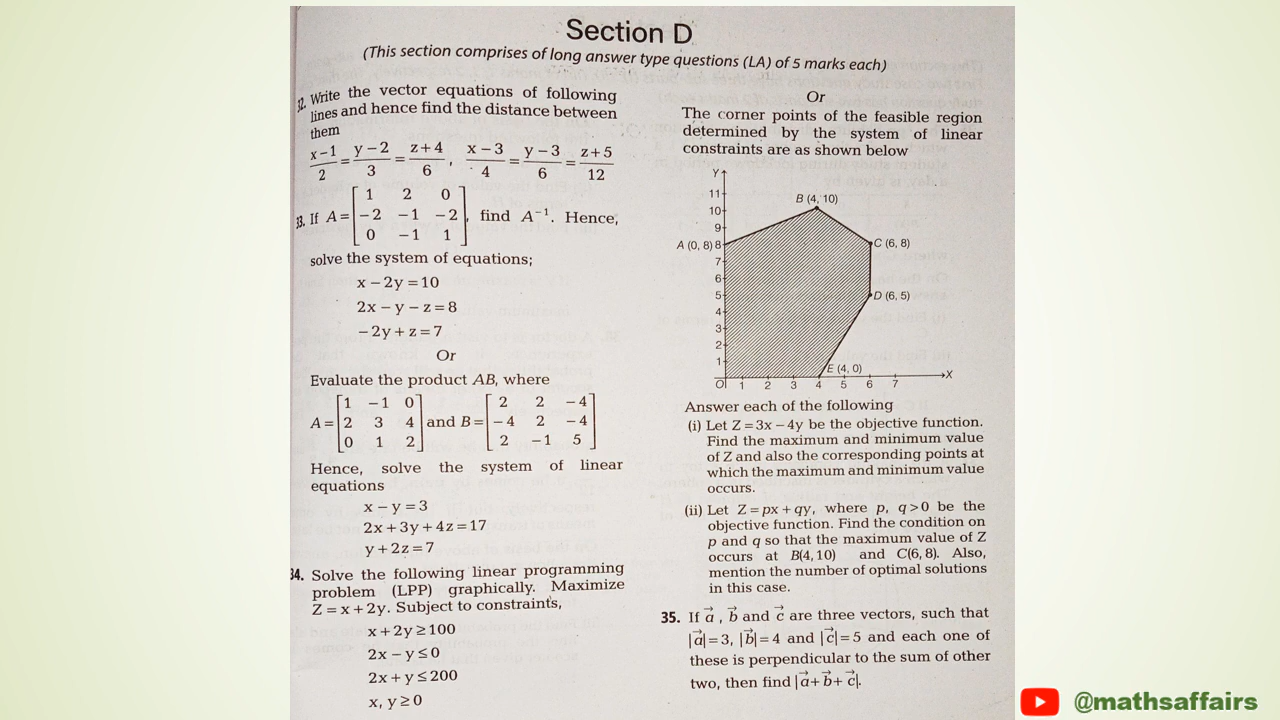 Section D
(This section comprises of long answer type questions (LA) of 5 marks each)
32. Write the vector equations of following
lines and hence find the distance between
them
(x – 1)/2 = (y – 2)/3 = (z + 4)/6 , (x – 3)/4 = (y – 3)/6 = (z + 5)/12
33. If A = [1 2 0; –2 –1 –2; 0 –1 1], find A⁻¹. Hence,
solve the system of equations;
x – 2y = 10
2x – y – z = 8
– 2y + z = 7
Or
Evaluate the product AB, where
A = [1 –1 0; 2 3 4; 0 1 2] and B = [2 2 –4; –4 2 –4; 2 –1 5]
Hence, solve the system of linear
equations
x – y = 3
2x + 3y + 4z = 17
y + 2z = 7
34. Solve the following linear programming
problem (LPP) graphically. Maximize
Z = x + 2y. Subject to constraints,
x + 2y ≥ 100
2x – y ≤ 0
2x + y ≤ 200
x, y ≥ 0
Or
The corner points of the feasible region
determined by the system of linear
constraints are as shown below
Y
11
B (4, 10)
10
9
A (0, 8) 8
C (6, 8)
7
6
5
D (6, 5)
4
3
2
1
E (4, 0)
O 1 2 3 4 5 6 7
X
Answer each of the following
(i) Let Z = 3x – 4y be the objective function.
Find the maximum and minimum value
of Z and also the corresponding points at
which the maximum and minimum value
occurs.
(ii) Let Z = px + qy, where p, q > 0 be the
objective function. Find the condition on
p and q so that the maximum value of Z
occurs at B(4, 10) and C(6, 8). Also,
mention the number of optimal solutions
in this case.
35. If a⃗ , b⃗ and c⃗ are three vectors, such that
|a⃗| = 3, |b⃗| = 4 and |c⃗| = 5 and each one of
these is perpendicular to the sum of other
two, then find |a⃗ + b⃗ + c⃗|.
@mathsaffairs